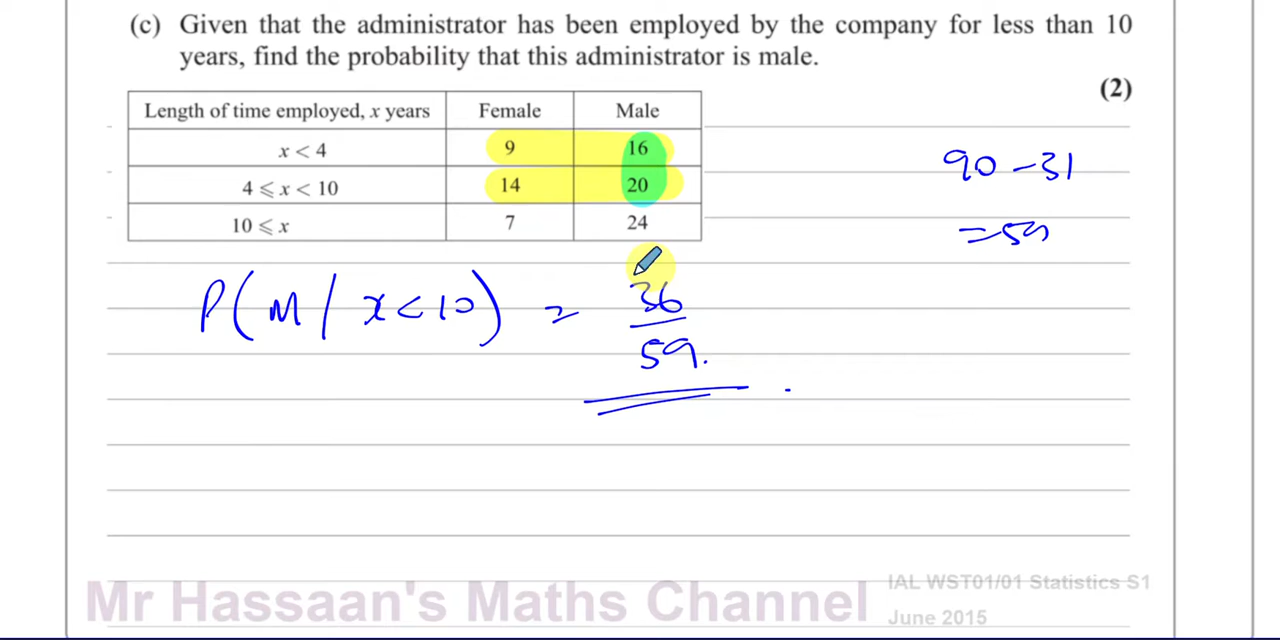 (c) Given that the administrator has been employed by the company for less than 10
years, find the probability that this administrator is male.
(2)
Length of time employed, x years Female Male
x < 4 9 16
4 ⩽ x < 10 14 20
10 ⩽ x 7 24
90 - 31
= 59
P(M / x < 10) = 36/59.
Mr Hassaan's Maths Channel
IAL WST01/01 Statistics S1
June 2015